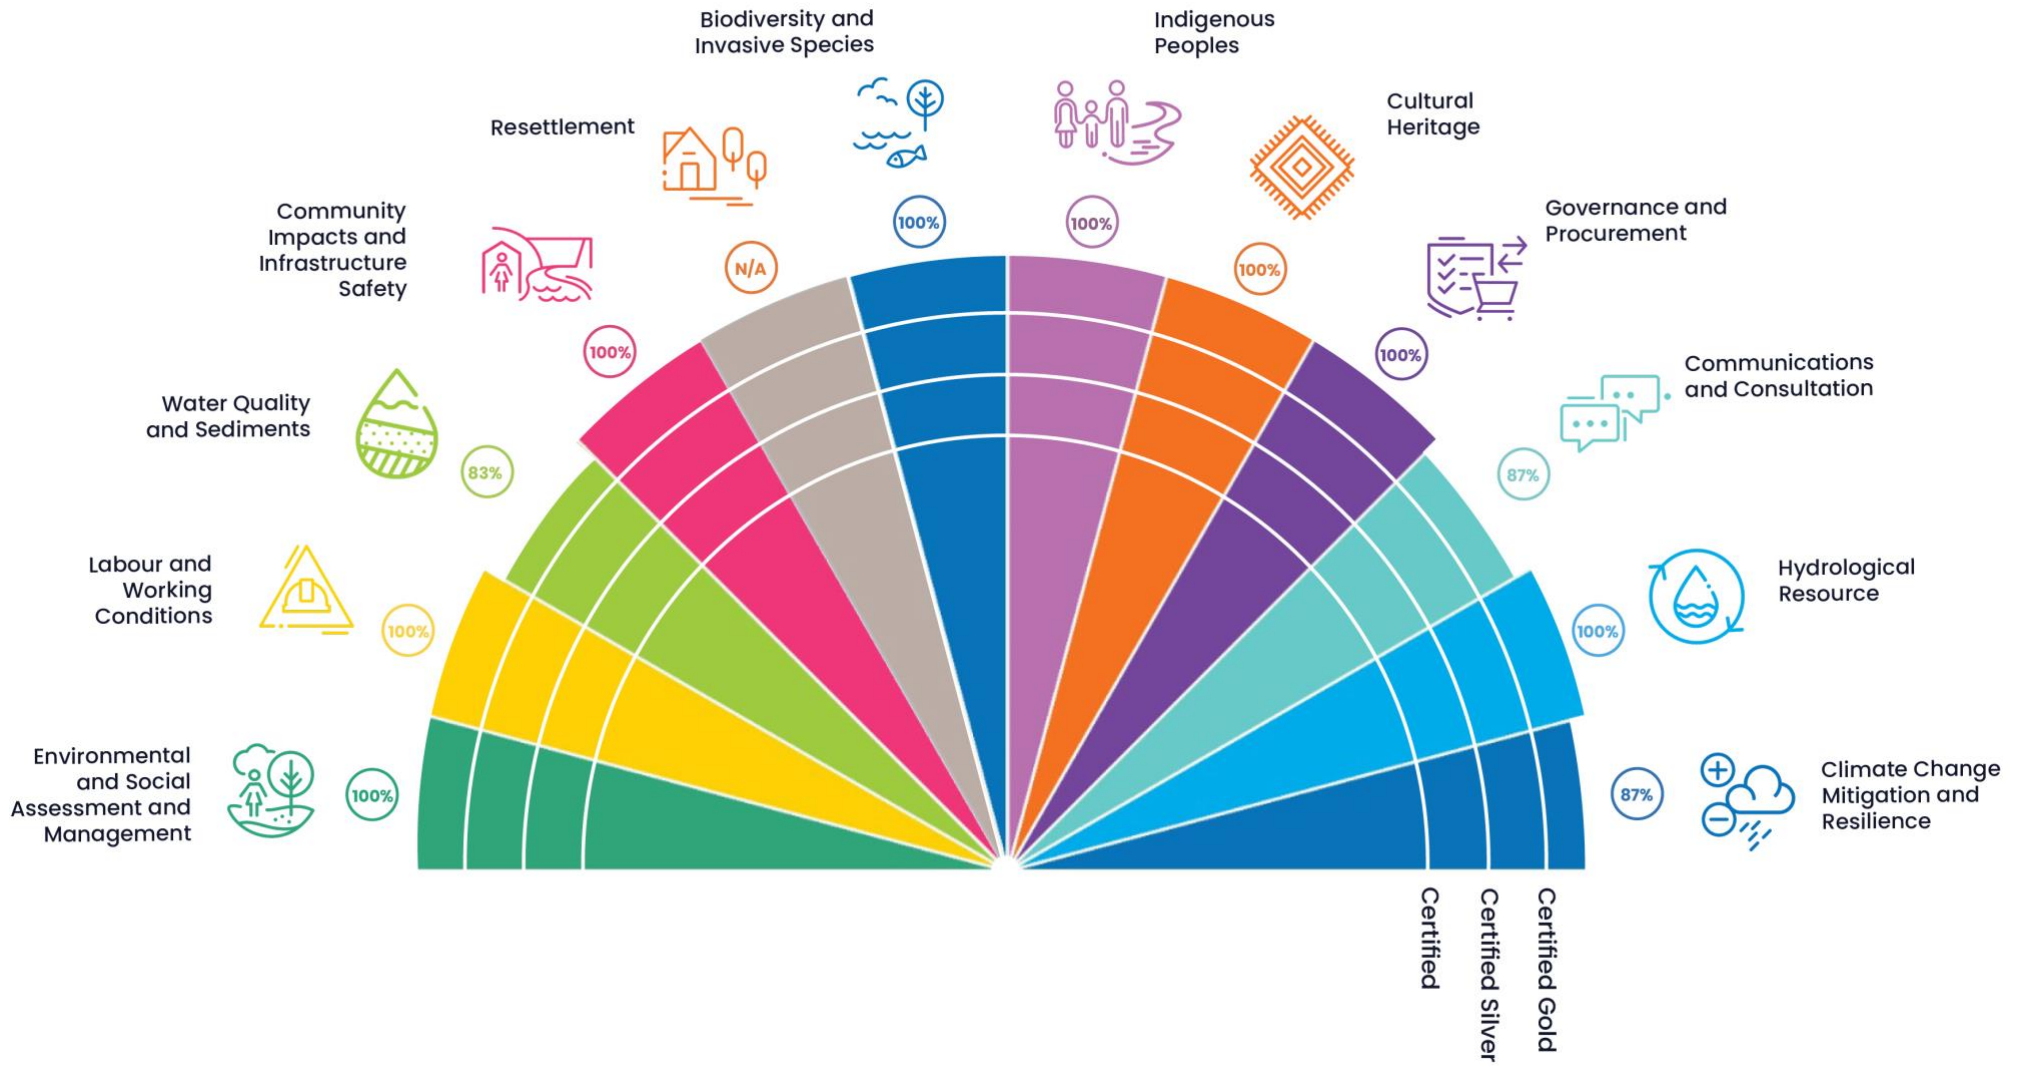 Biodiversity and
Invasive Species
Indigenous
Peoples
Resettlement
Cultural
Heritage
Community
Impacts and
Infrastructure
Safety
Governance and
Procurement
100%
100%
N/A
100%
100%
100%
Water Quality
and Sediments
83%
Communications
and Consultation
87%
Labour and
Working
Conditions
100%
Hydrological
Resource
100%
Environmental
and Social
Assessment and
Management
100%
87%
Climate Change
Mitigation and
Resilience
Certified
Certified Silver
Certified Gold